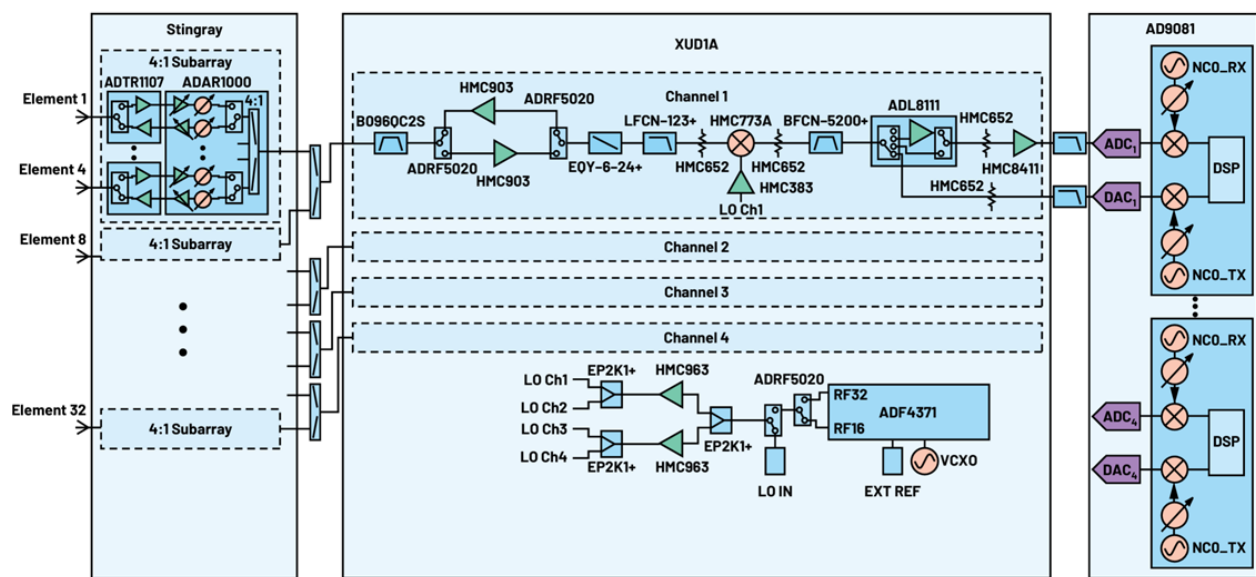 Stingray
XUD1A
AD9081
4:1 Subarray
ADTR1107
ADAR1000
4:1
Element 1
Element 4
Element 8
4:1 Subarray
Element 32
4:1 Subarray
Channel 1
B0960C2S
ADRF5020
HMC903
HMC903
ADRF5020
EQY-6-24+
LFCN-123+
HMC652
HMC773A
HMC652
HMC383
LO Ch1
BFCN-5200+
ADL8111
HMC652
HMC8411
HMC652
Channel 2
Channel 3
Channel 4
LO Ch1
LO Ch2
LO Ch3
LO Ch4
EP2K1+
HMC963
EP2K1+
HMC963
EP2K1+
ADRF5020
LO IN
RF32
RF16
ADF4371
EXT REF
VCXO
NCO_RX
ADC1
DSP
DAC1
NCO_TX
NCO_RX
ADC4
DSP
DAC4
NCO_TX